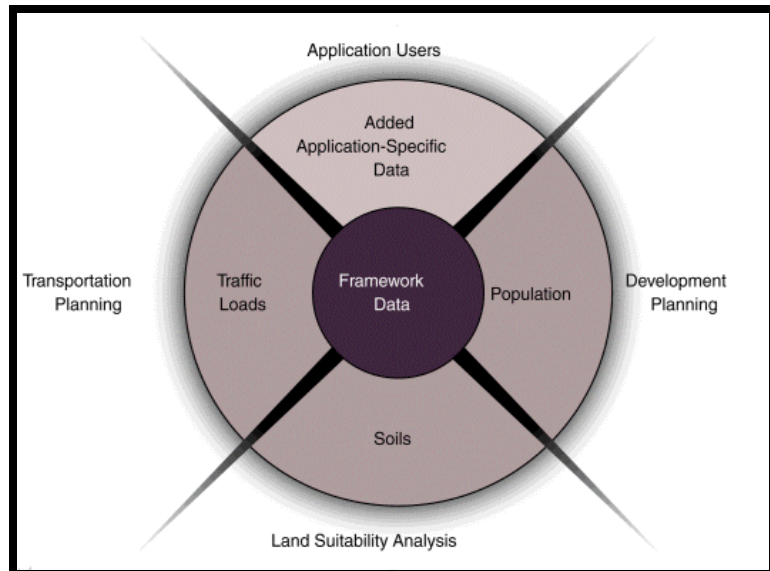 Application Users
Added
Application-Specific
Data
Transportation
Planning
Traffic
Loads
Framework
Data
Population
Development
Planning
Soils
Land Suitability Analysis